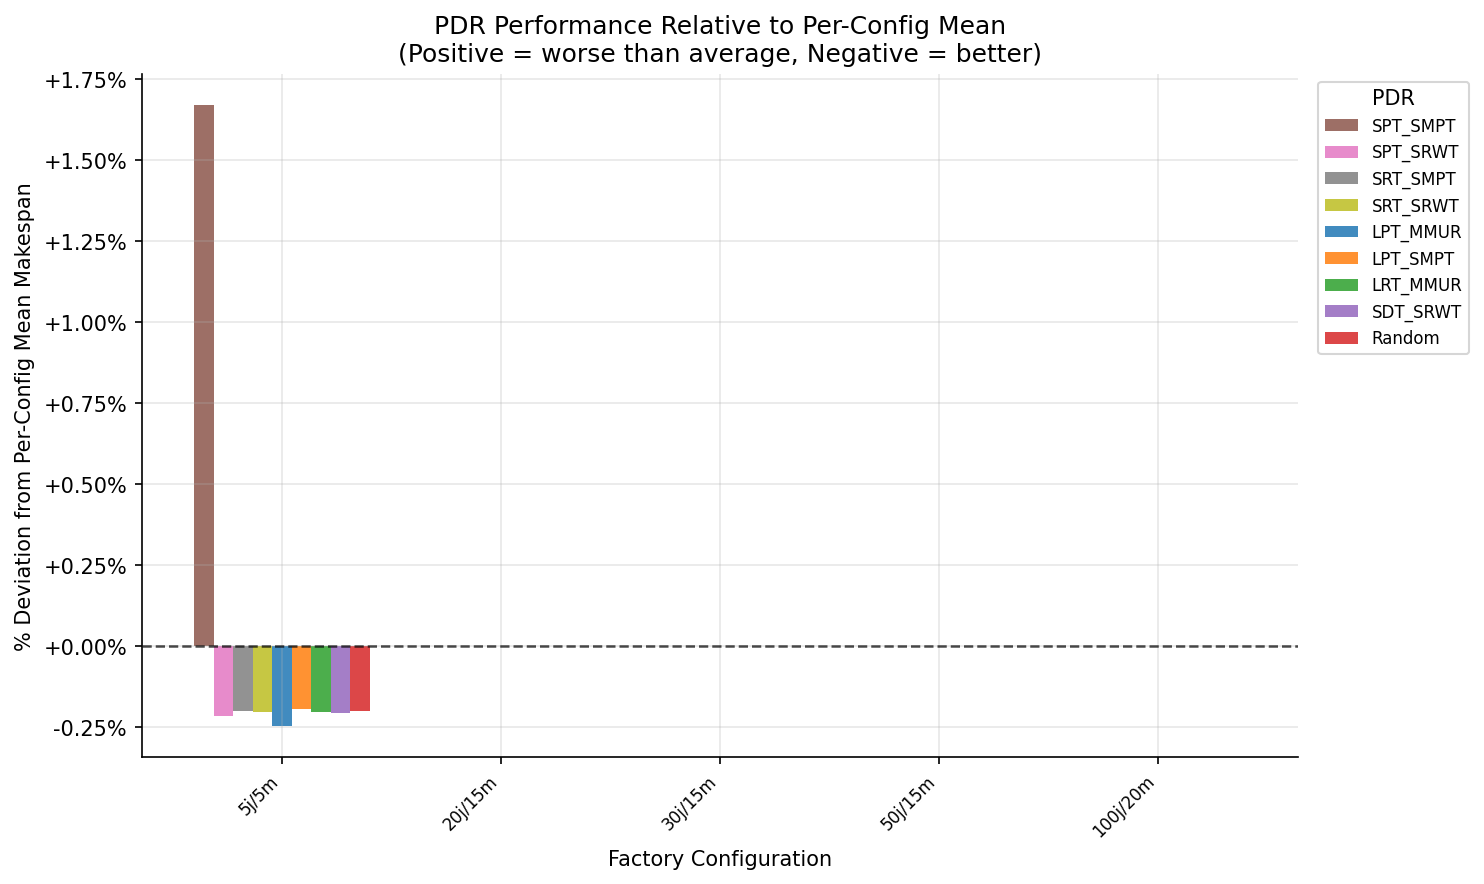 PDR Performance Relative to Per-Config Mean
(Positive = worse than average, Negative = better)
% Deviation from Per-Config Mean Makespan
+1.75%
+1.50%
+1.25%
+1.00%
+0.75%
+0.50%
+0.25%
+0.00%
-0.25%
5j/5m
20j/15m
30j/15m
50j/15m
100j/20m
Factory Configuration
PDR
SPT_SMPT
SPT_SRWT
SRT_SMPT
SRT_SRWT
LPT_MMUR
LPT_SMPT
LRT_MMUR
SDT_SRWT
Random